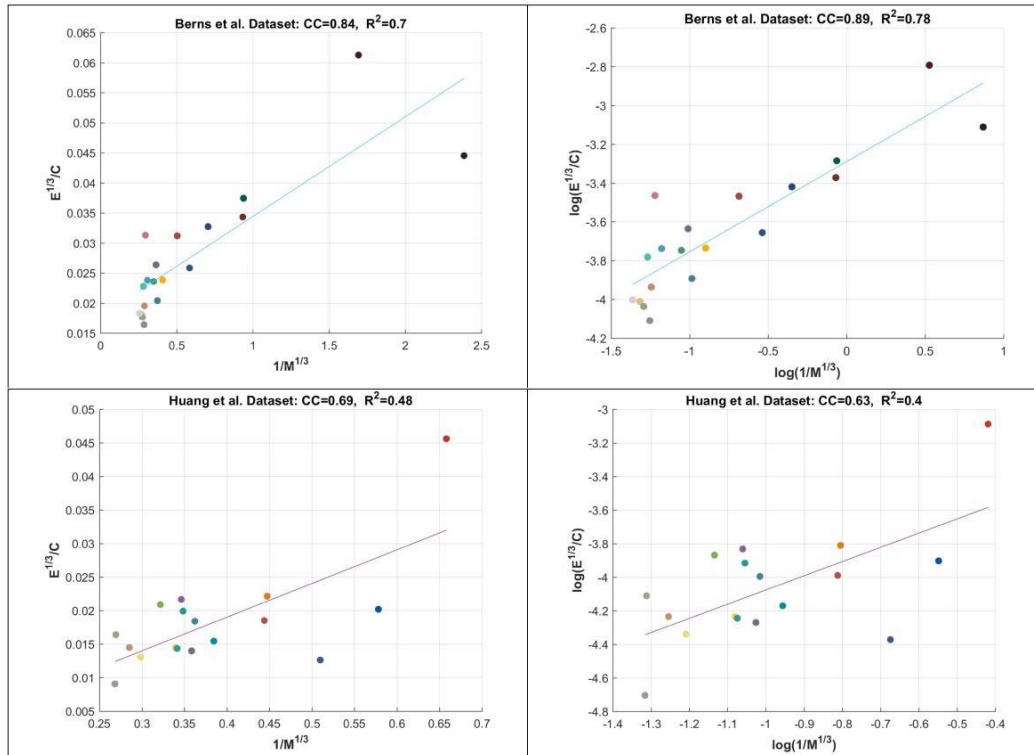 Berns et al. Dataset: CC=0.84, R²=0.7
E^1/3/C
0.065
0.06
0.055
0.05
0.045
0.04
0.035
0.03
0.025
0.02
0.015
0 0.5 1 1.5 2 2.5
1/M^1/3
Berns et al. Dataset: CC=0.89, R²=0.78
log(E^1/3/C)
-2.6
-2.8
-3
-3.2
-3.4
-3.6
-3.8
-4
-4.2
-1.5 -1 -0.5 0 0.5 1
log(1/M^1/3)
Huang et al. Dataset: CC=0.69, R²=0.48
E^1/3/C
0.05
0.045
0.04
0.035
0.03
0.025
0.02
0.015
0.01
0.005
0.25 0.3 0.35 0.4 0.45 0.5 0.55 0.6 0.65 0.7
1/M^1/3
Huang et al. Dataset: CC=0.63, R²=0.4
log(E^1/3/C)
-3
-3.2
-3.4
-3.6
-3.8
-4
-4.2
-4.4
-4.6
-4.8
-1.4 -1.3 -1.2 -1.1 -1 -0.9 -0.8 -0.7 -0.6 -0.5 -0.4
log(1/M^1/3)